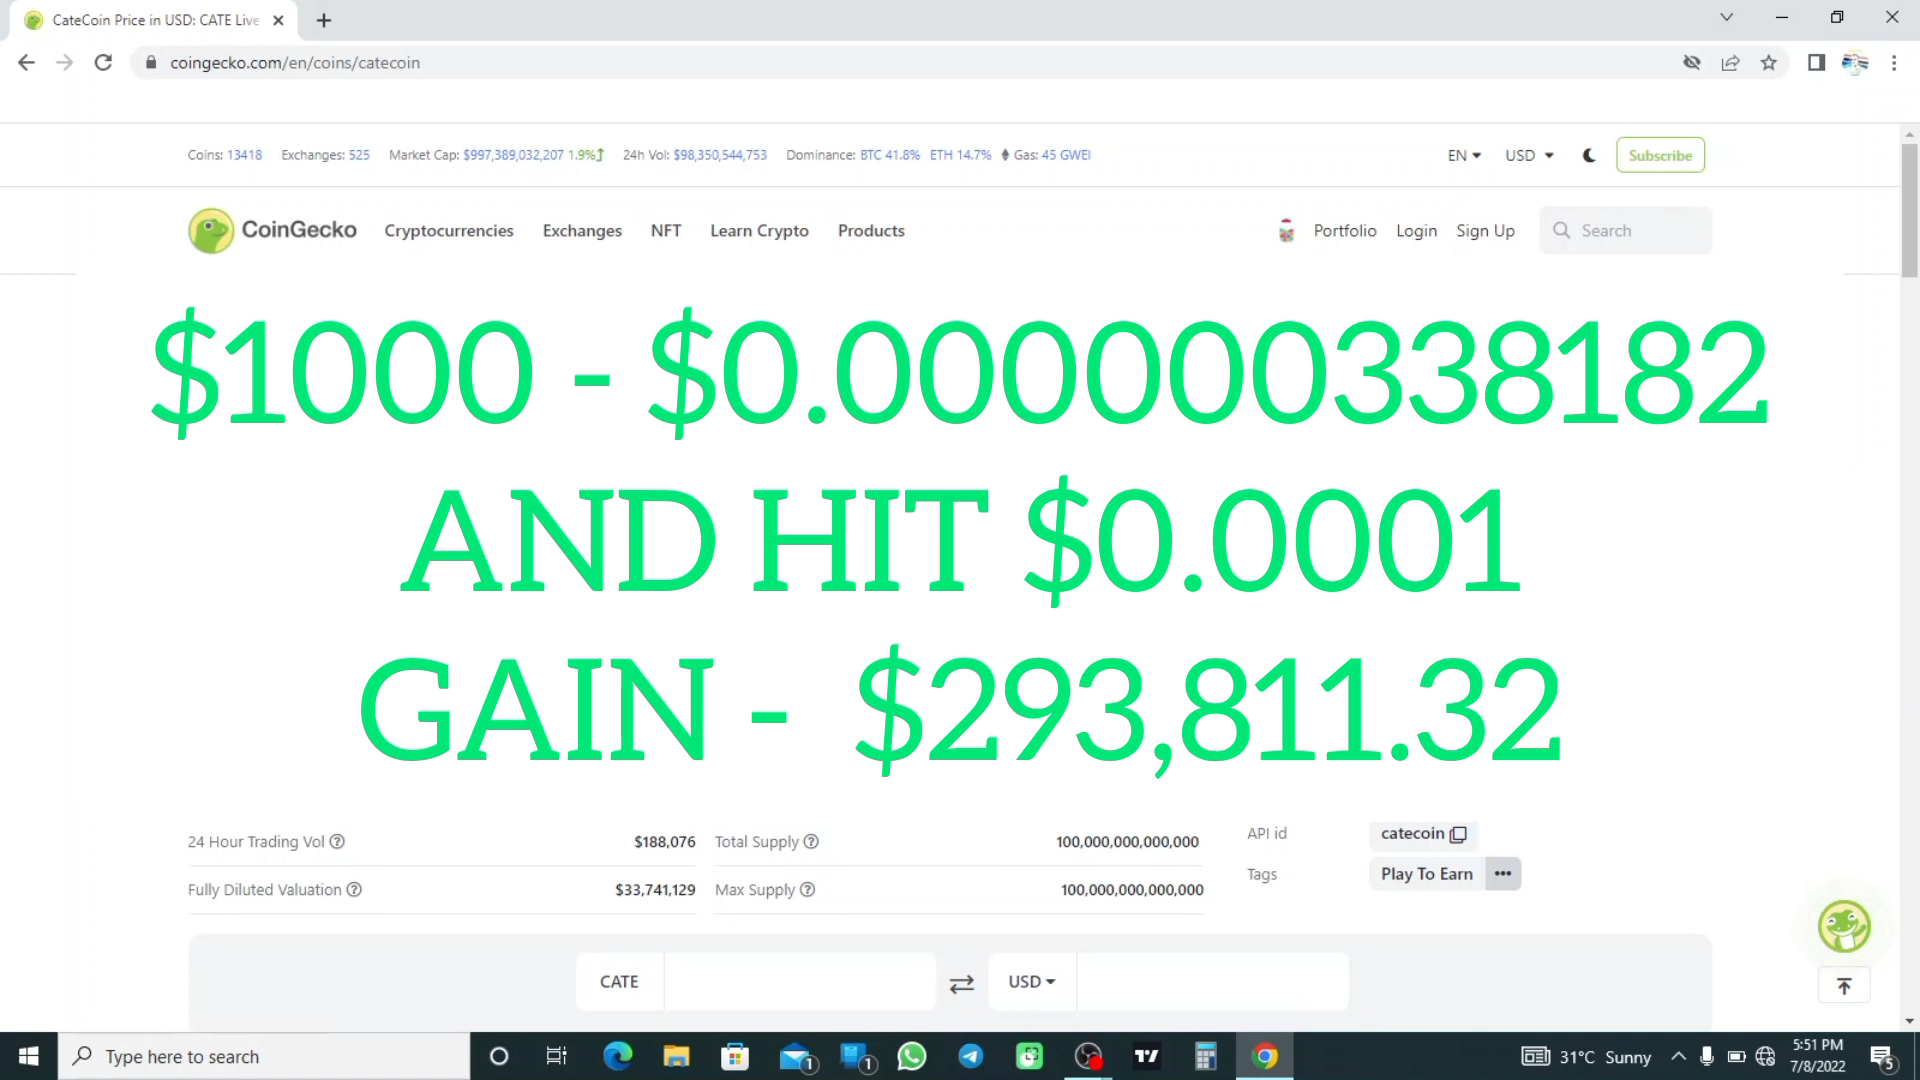 CateCoin Price in USD: CATE Live
coingecko.com/en/coins/catecoin
Coins: 13418 Exchanges: 525 Market Cap: $997,389,032,207 1.9% 24h Vol: $98,350,544,753 Dominance: BTC 41.8% ETH 14.7% Gas: 45 GWEI EN USD Subscribe
CoinGecko Cryptocurrencies Exchanges NFT Learn Crypto Products Portfolio Login Sign Up Search
$1000 - $0.000000338182
AND HIT $0.0001
GAIN - $293,811.32
24 Hour Trading Vol $188,076 Total Supply 100,000,000,000,000 API id catecoin
Fully Diluted Valuation $33,741,129 Max Supply 100,000,000,000,000 Tags Play To Earn
CATE USD
Type here to search 1 1 31°C Sunny 5:51 PM
7/8/2022 5